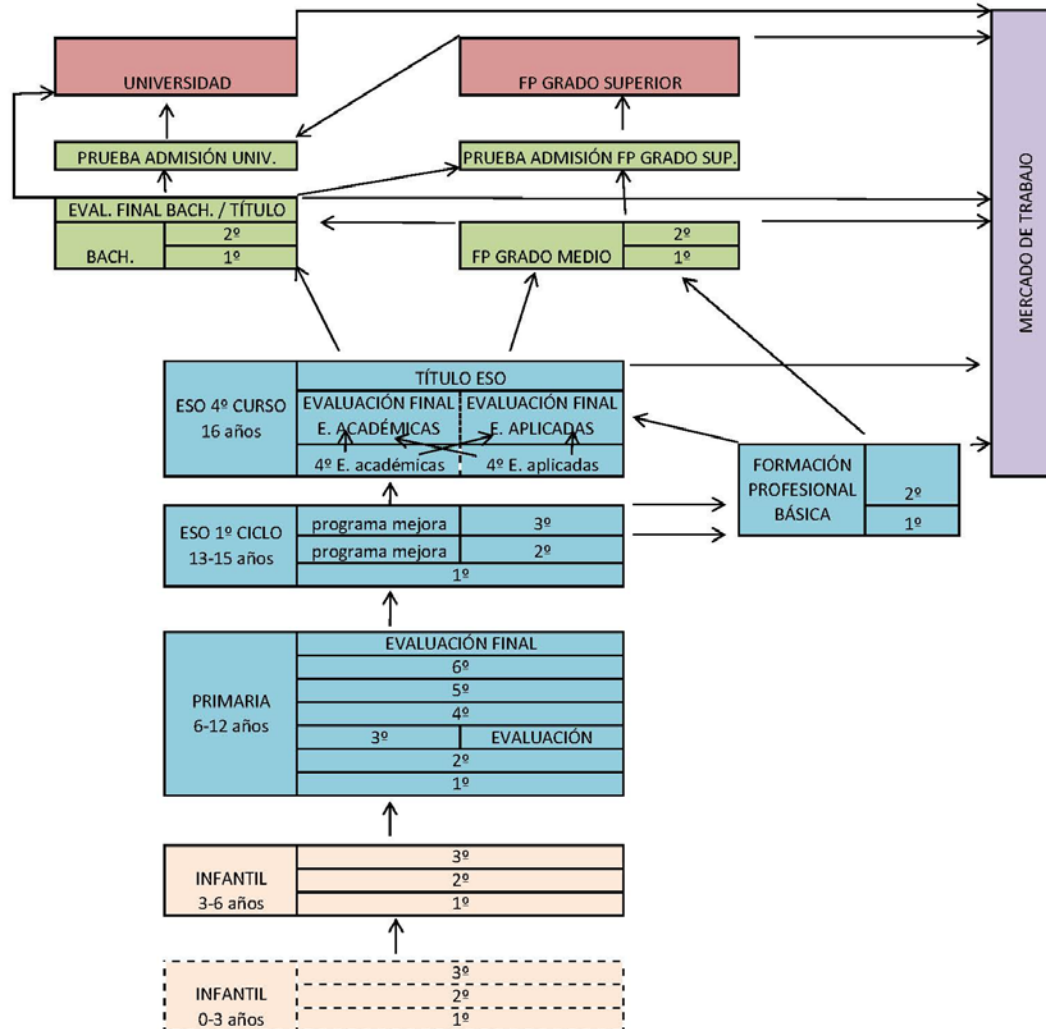 UNIVERSIDAD
FP GRADO SUPERIOR
PRUEBA ADMISIÓN UNIV.
PRUEBA ADMISIÓN FP GRADO SUP.
EVAL. FINAL BACH. / TÍTULO
BACH.
2º
1º
FP GRADO MEDIO
2º
1º
MERCADO DE TRABAJO
ESO 4º CURSO
16 años
TÍTULO ESO
EVALUACIÓN FINAL
E. ACADÉMICAS
EVALUACIÓN FINAL
E. APLICADAS
4º E. académicas
4º E. aplicadas
FORMACIÓN
PROFESIONAL
BÁSICA
2º
1º
ESO 1º CICLO
13-15 años
programa mejora
3º
programa mejora
2º
1º
PRIMARIA
6-12 años
EVALUACIÓN FINAL
6º
5º
4º
3º
EVALUACIÓN
2º
1º
INFANTIL
3-6 años
3º
2º
1º
INFANTIL
0-3 años
3º
2º
1º